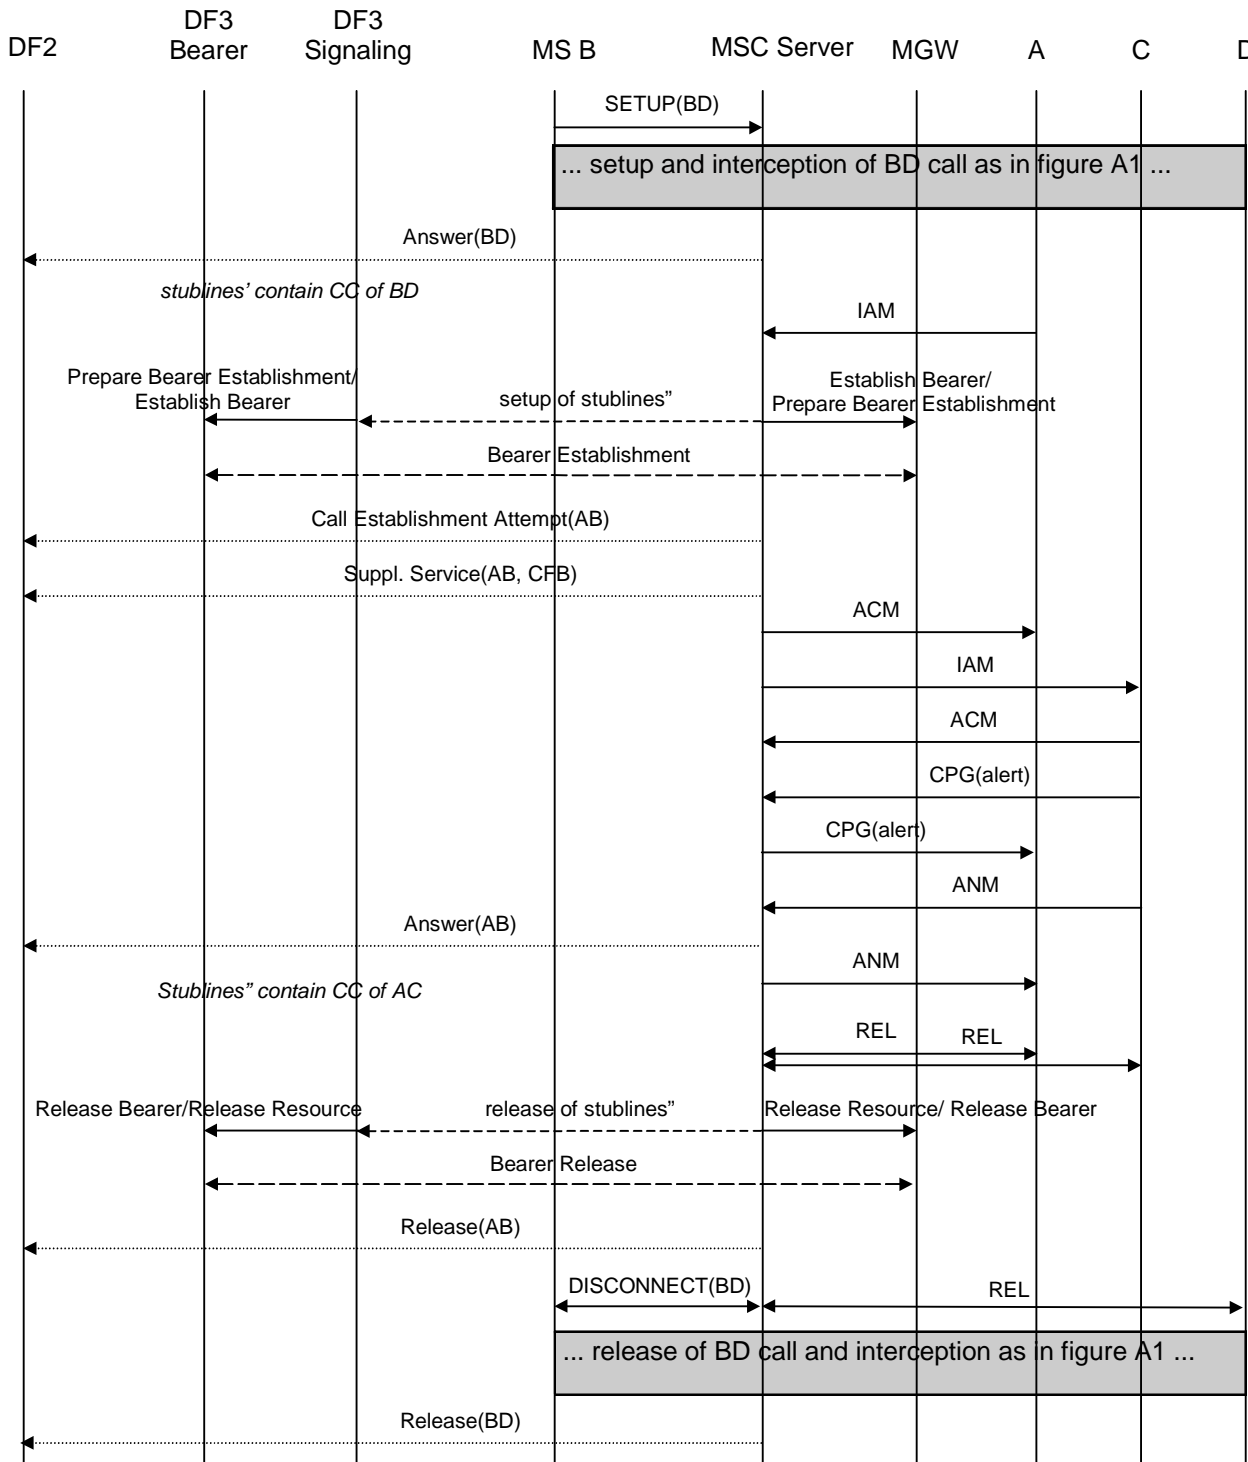 DF2
DF3
Bearer
DF3
Signaling
MS B
MSC Server
MGW
A
C
D
SETUP(BD)
... setup and interception of BD call as in figure A1 ...
Answer(BD)
stublines’ contain CC of BD
IAM
Prepare Bearer Establishment/
Establish Bearer
setup of stublines”
Establish Bearer/
Prepare Bearer Establishment
Bearer Establishment
Call Establishment Attempt(AB)
Suppl. Service(AB, CFB)
ACM
IAM
ACM
CPG(alert)
CPG(alert)
ANM
Answer(AB)
ANM
Stublines” contain CC of AC
REL
REL
Release Bearer/Release Resource
release of stublines”
Release Resource/ Release Bearer
Bearer Release
Release(AB)
DISCONNECT(BD)
REL
... release of BD call and interception as in figure A1 ...
Release(BD)